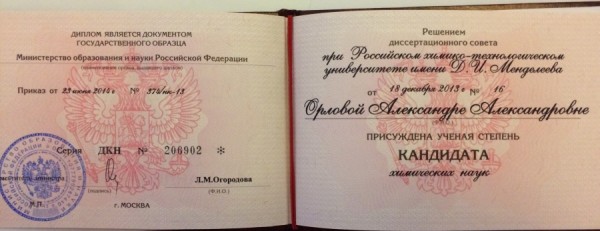 ДИПЛОМ ЯВЛЯЕТСЯ ДОКУМЕНТОМ
ГОСУДАРСТВЕННОГО ОБРАЗЦА
Министерство образования и науки Российской Федерации
Приказ от 23 июня 2014 г № 374/нк-13
Серия ДКН № 206902 *
(подпись)
Л.М.Огородова
(Ф.И.О.)
М.П.
г. МОСКВА
Решением
диссертационного совета
при Российском химико-технологическом
университете имени Д. И. Менделеева
от 18 декабря 2013 г № 16
Орловой Александре Александровне
ПРИСУЖДЕНА УЧЕНАЯ СТЕПЕНЬ
КАНДИДАТА
химических наук